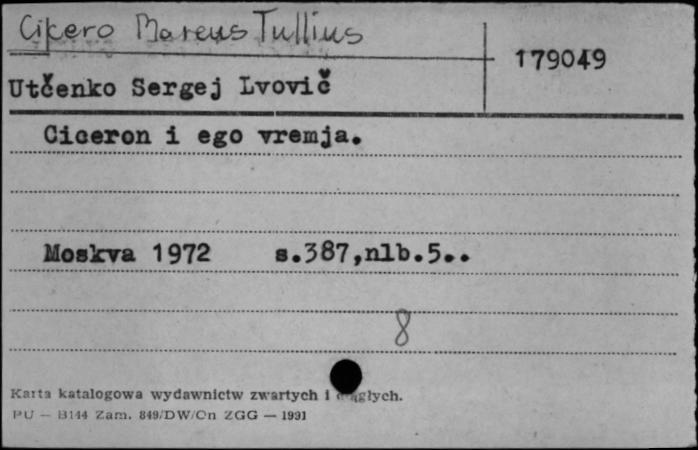 Cicero Marcus Tullius
179049
Utčenko Sergej Lvovič
Ciceron i ego vremja.
Moskva 1972 s.387,nlb.5..
8
Karta katalogowa wydawnictw zwartych i ciągłych.
PU — B144 Zam. 849/DW/On ZGG — 1991